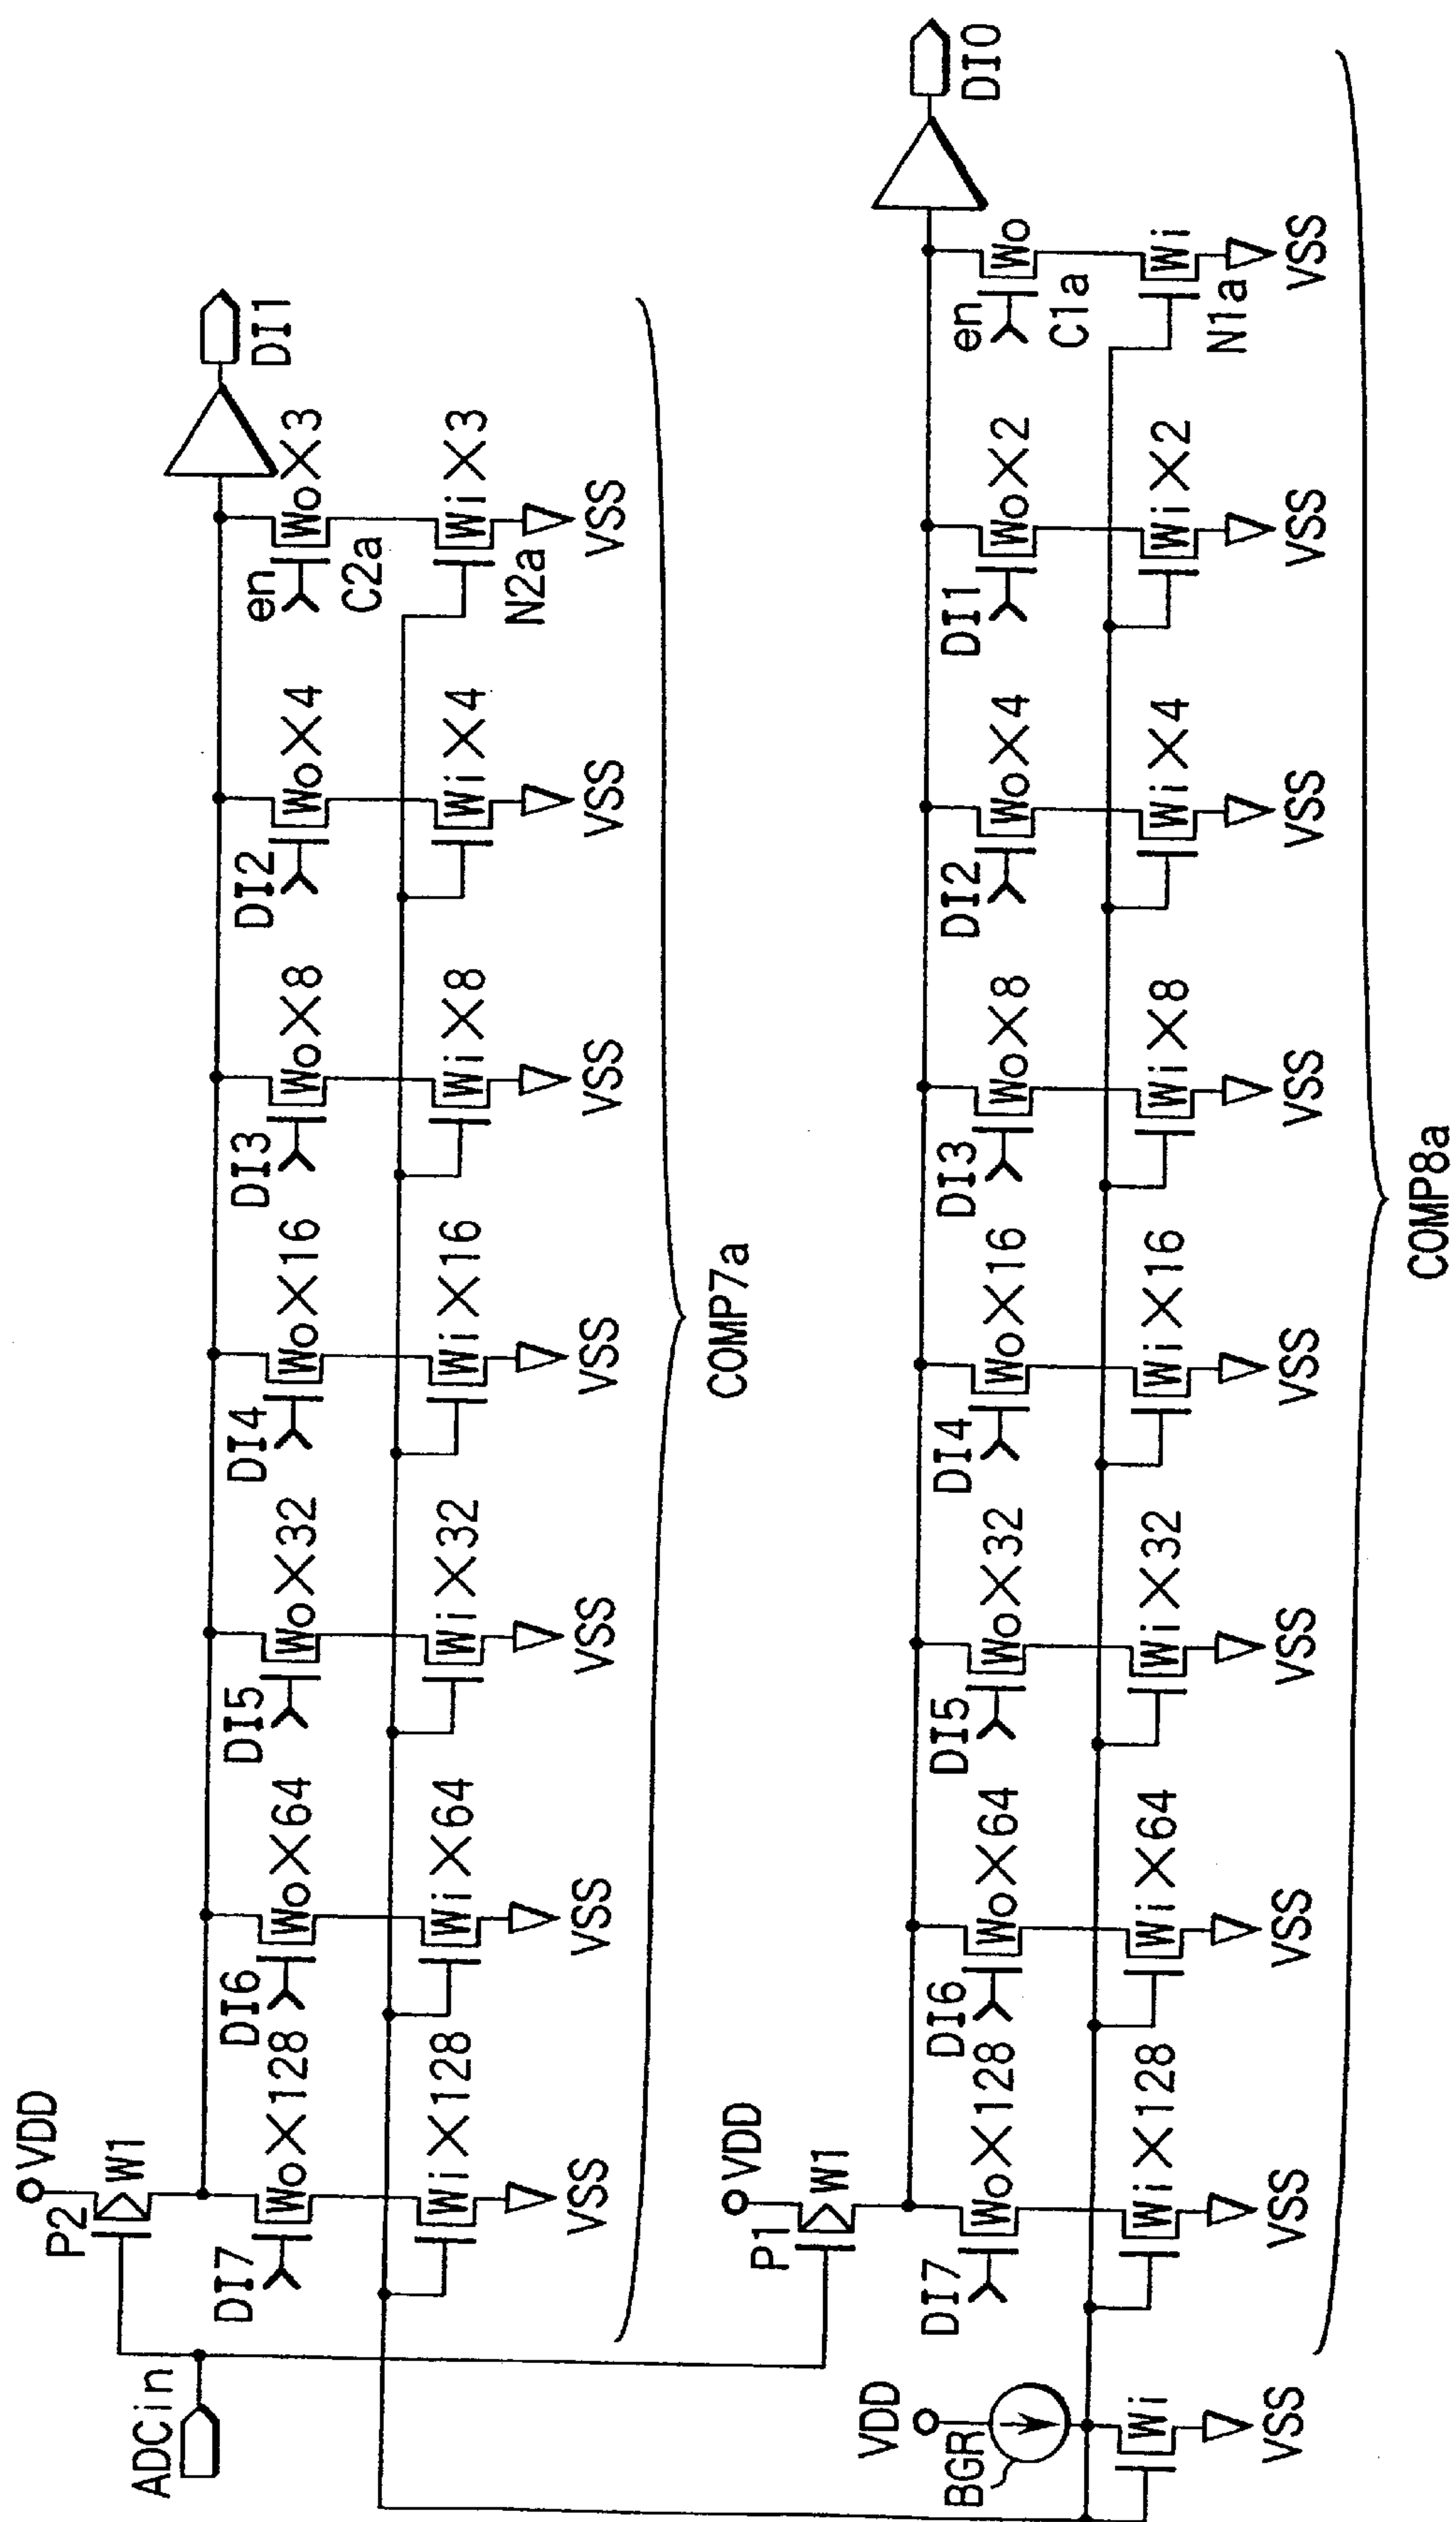 ADCin
P2
VDD
W1
DI7
Wo×128
Wi×128
VSS
DI6
Wo×64
Wi×64
VSS
DI5
Wo×32
Wi×32
VSS
DI4
Wo×16
Wi×16
VSS
DI3
Wo×8
Wi×8
VSS
DI2
Wo×4
Wi×4
VSS
en
Wo×3
C2a
Wi×3
N2a
VSS
DI1
COMP7a
VDD
BGR
Wi
VSS
P1
VDD
W1
DI7
Wo×128
Wi×128
VSS
DI6
Wo×64
Wi×64
VSS
DI5
Wo×32
Wi×32
VSS
DI4
Wo×16
Wi×16
VSS
DI3
Wo×8
Wi×8
VSS
DI2
Wo×4
Wi×4
VSS
DI1
Wo×2
Wi×2
VSS
en
Wo
C1a
Wi
N1a
VSS
DI0
COMP8a